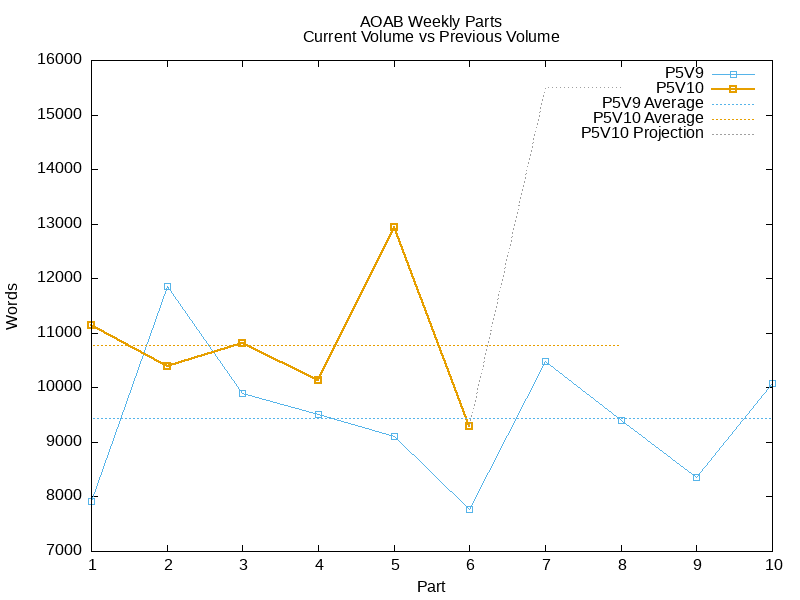 AOAB Weekly Parts
Current Volume vs Previous Volume
16000
15000
14000
13000
12000
11000
10000
9000
8000
7000
Words
P5V9
P5V10
P5V9 Average
P5V10 Average
P5V10 Projection
1 2 3 4 5 6 7 8 9 10
Part